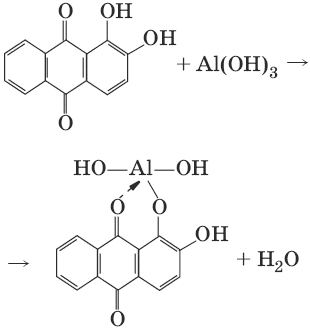 O OH
OH
+ Al(OH)₃ →
O
HO—Al—OH
O O
OH
→ + H₂O
O